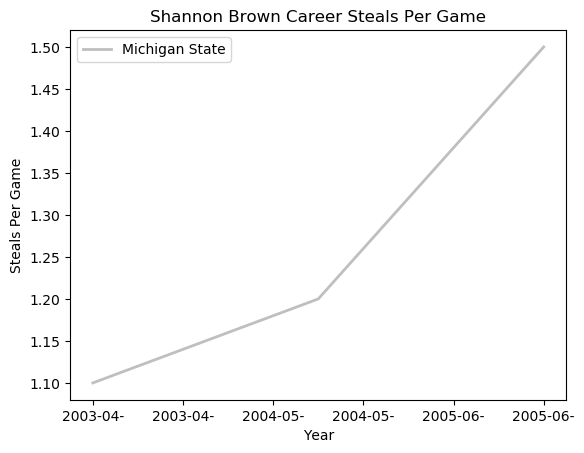 Shannon Brown Career Steals Per Game
Michigan State
1.50
1.45
1.40
1.35
1.30
1.25
1.20
1.15
1.10
Steals Per Game
2003-04- 2003-04- 2004-05- 2004-05- 2005-06- 2005-06-
Year